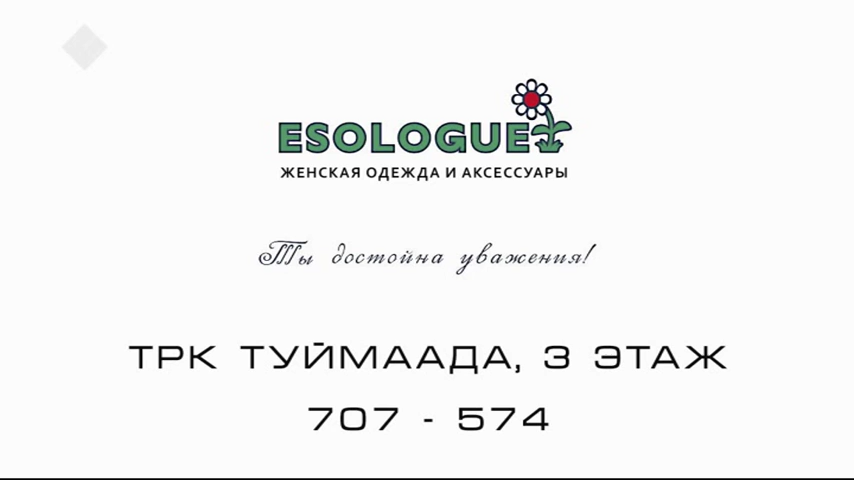 ESOLOGUE
ЖЕНСКАЯ ОДЕЖДА И АКСЕССУАРЫ
Ты достойна уважения!
ТРК ТУЙМААДА, 3 ЭТАЖ
707 - 574